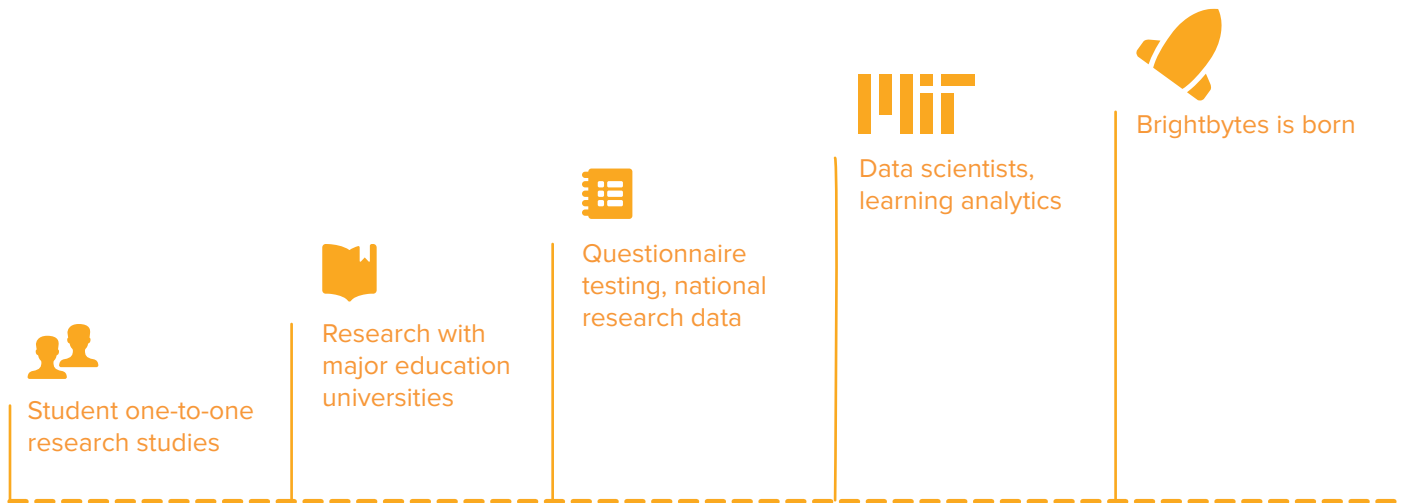 Student one-to-one
research studies
Research with
major education
universities
Questionnaire
testing, national
research data
MIT
Data scientists,
learning analytics
Brightbytes is born